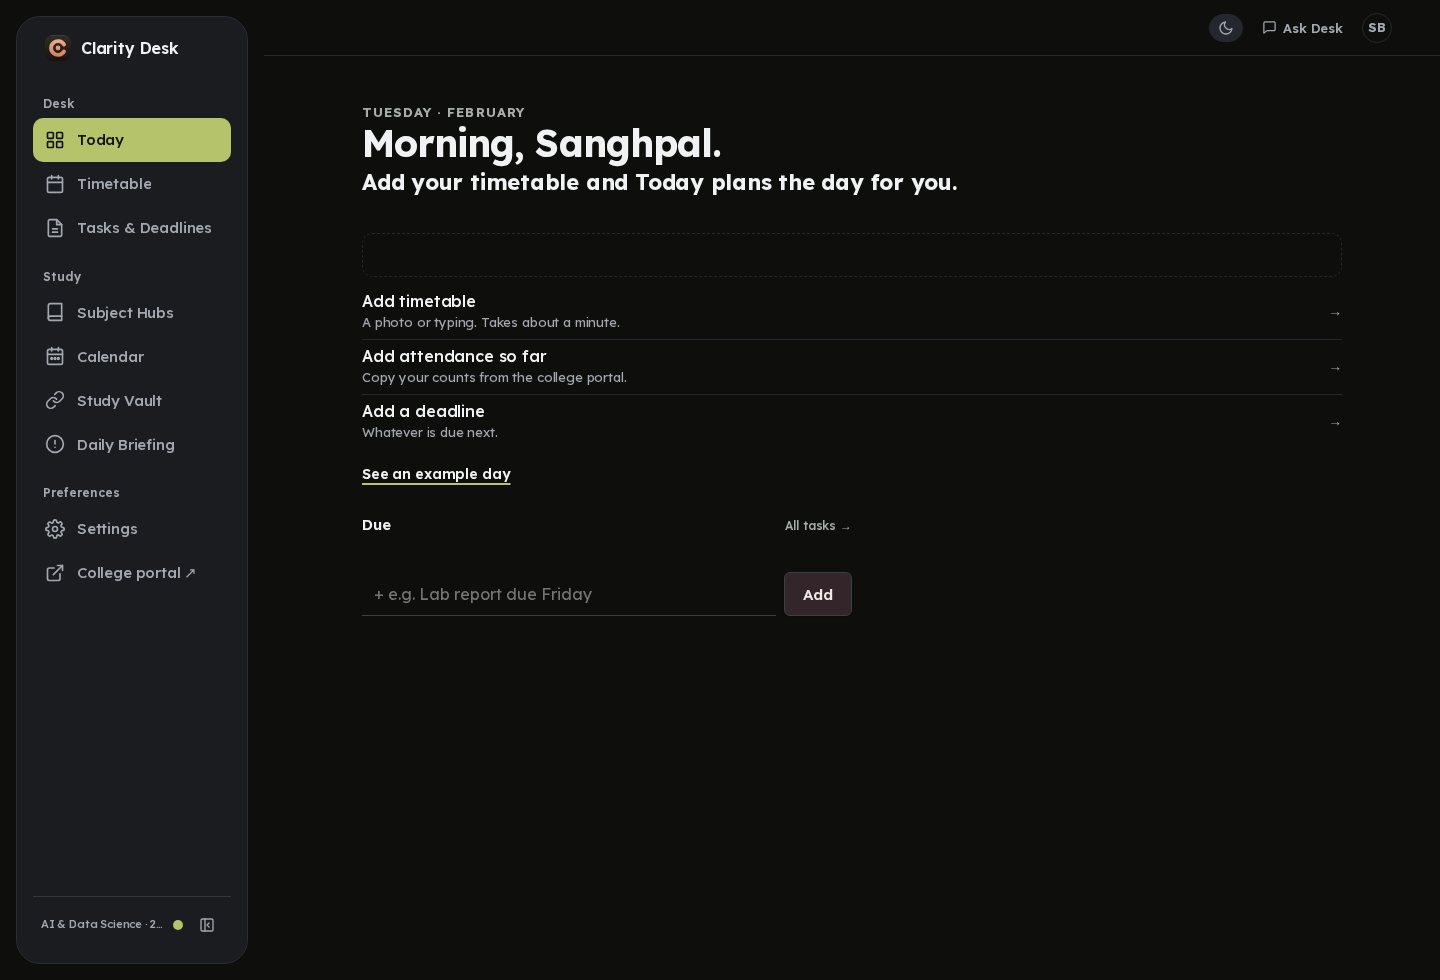 Clarity Desk
Desk
Today
Timetable
Tasks & Deadlines
Study
Subject Hubs
Calendar
Study Vault
Daily Briefing
Preferences
Settings
College portal ↗
AI & Data Science · 2...
Ask Desk
SB
TUESDAY · FEBRUARY
Morning, Sanghpal.
Add your timetable and Today plans the day for you.
Add timetable
A photo or typing. Takes about a minute.
→
Add attendance so far
Copy your counts from the college portal.
→
Add a deadline
Whatever is due next.
→
See an example day
Due
All tasks →
+ e.g. Lab report due Friday
Add